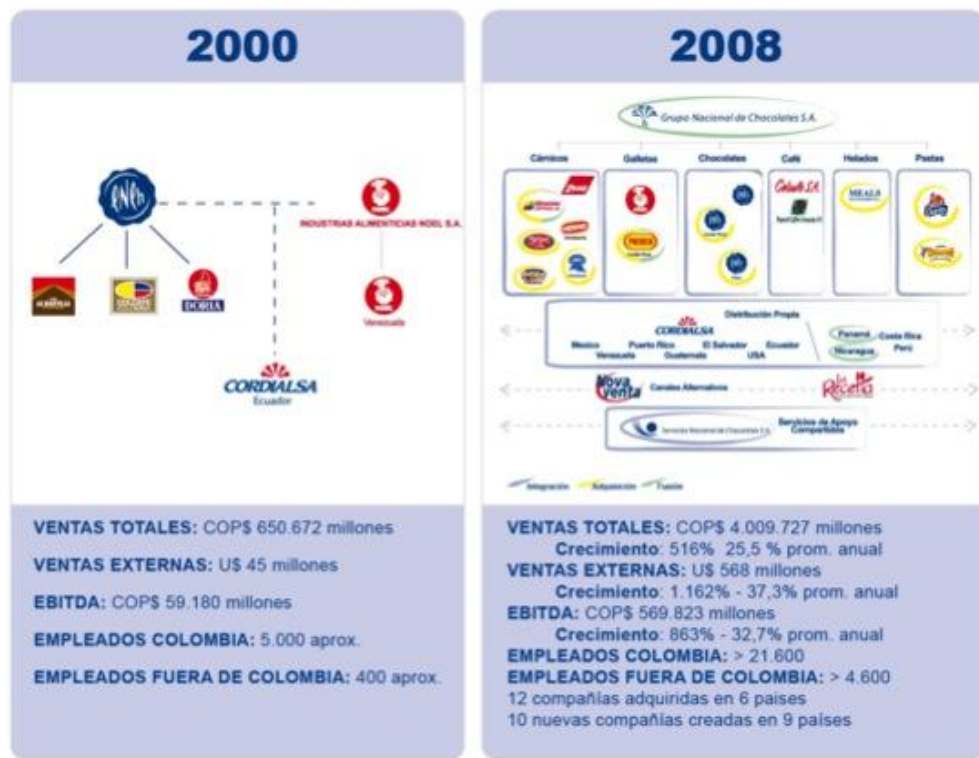 2000
INDUSTRIAS ALIMENTICIAS NOEL S.A.
Venezuela
DORIA
CORDIALSA
Ecuador
VENTAS TOTALES: COP$ 650.672 millones
VENTAS EXTERNAS: U$ 45 millones
EBITDA: COP$ 59.180 millones
EMPLEADOS COLOMBIA: 5.000 aprox.
EMPLEADOS FUERA DE COLOMBIA: 400 aprox.
2008
Grupo Nacional de Chocolates S.A.
Cárnicos Galletas Chocolates Café Helados Pastas
MEALS
Distribución Propia
CORDIALSA
Mexico Puerto Rico El Salvador Ecuador
Venezuela Guatemala USA
Panamá Costa Rica
Nicaragua Perú
Nova venta
Canales Alternativos
la Receta
Servicios Nacional de Chocolates S.A.
Servicios de Apoyo
Compartidos
Integración Adquisición Fusión
VENTAS TOTALES: COP$ 4.009.727 millones
Crecimiento: 516% 25,5 % prom. anual
VENTAS EXTERNAS: U$ 568 millones
Crecimiento: 1.162% - 37,3% prom. anual
EBITDA: COP$ 569.823 millones
Crecimiento: 863% - 32,7% prom. anual
EMPLEADOS COLOMBIA: > 21.600
EMPLEADOS FUERA DE COLOMBIA: > 4.600
12 compañías adquiridas en 6 paises
10 nuevas compañías creadas en 9 países